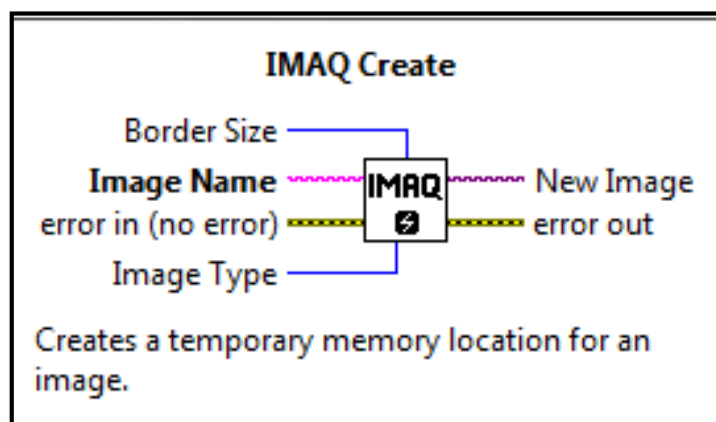 IMAQ Create
Border Size
Image Name
IMAQ
New Image
error in (no error)
error out
Image Type
Creates a temporary memory location for an
image.